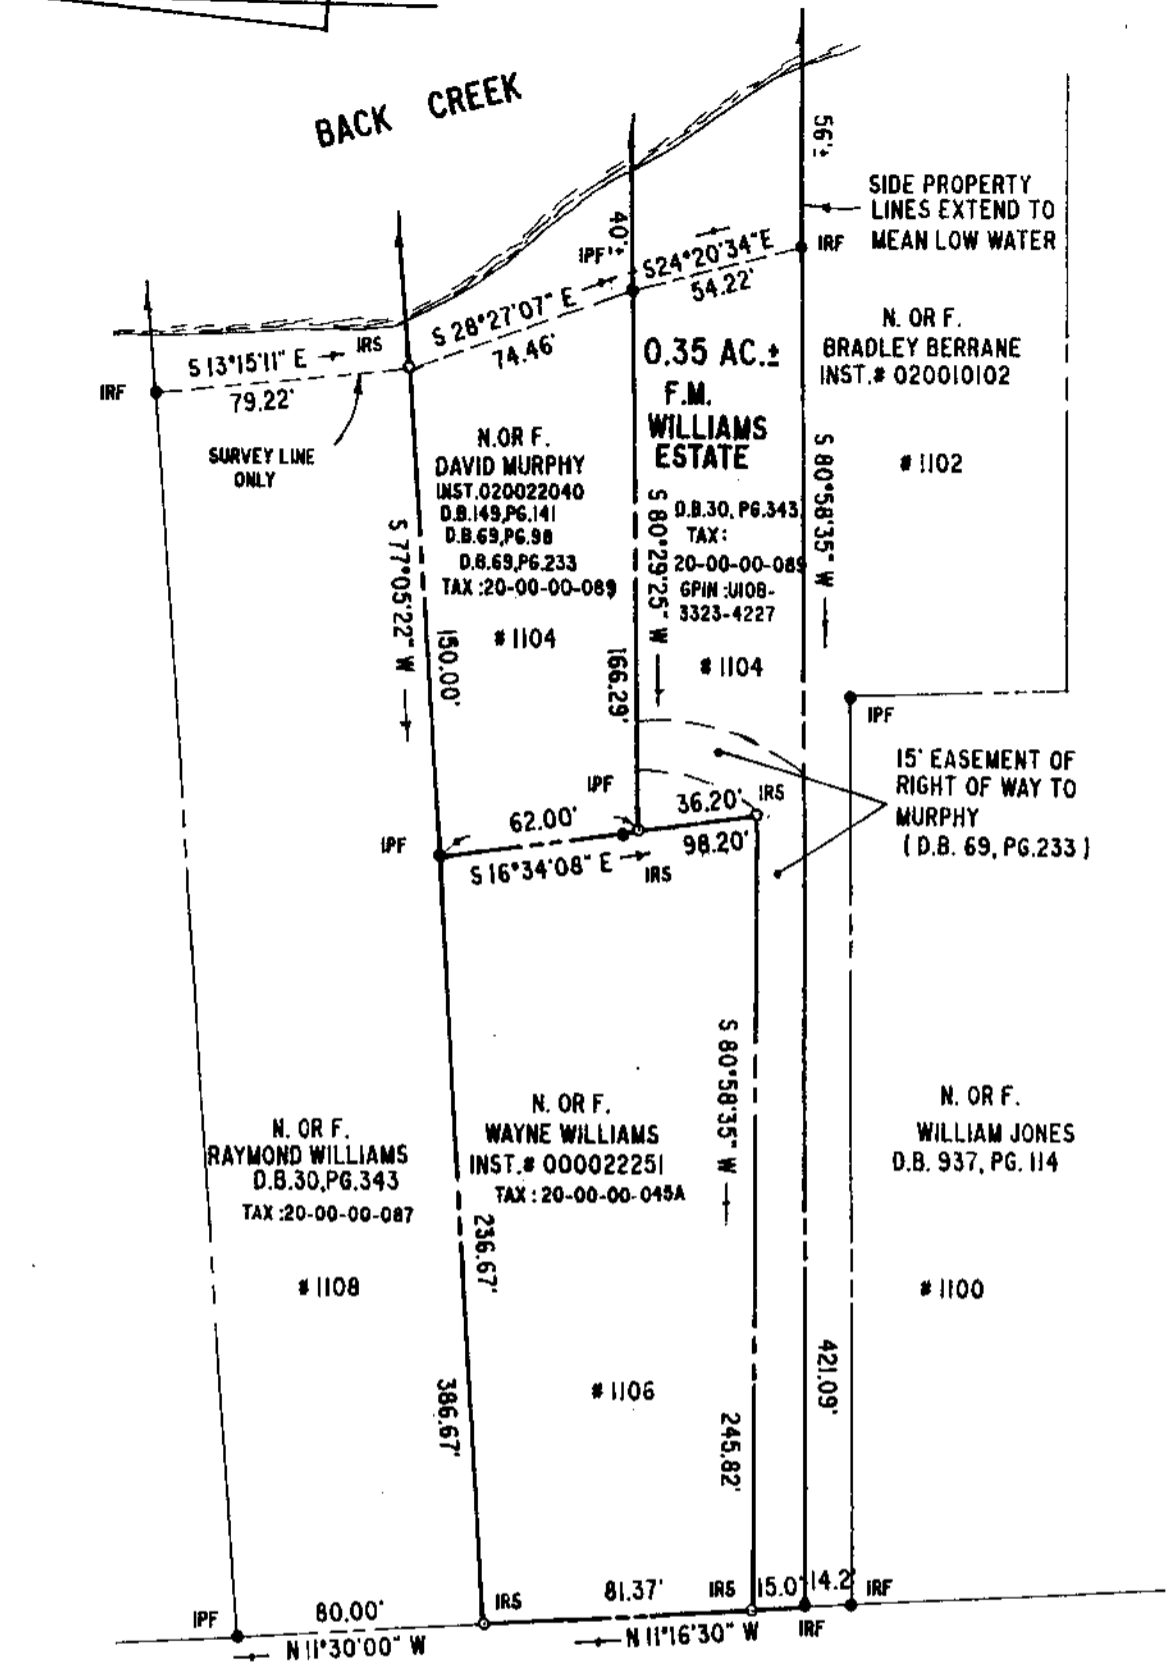 BACK CREEK
56'±
SIDE PROPERTY
LINES EXTEND TO
MEAN LOW WATER
IRF
40'±
IPF
S24°20'34"E
54.22'
S 28°27'07" E
74.46'
S 13°15'11" E
IRS
79.22'
IRF
SURVEY LINE
ONLY
0.35 AC.±
F.M.
WILLIAMS
ESTATE
D.B.30, PG.343
TAX:
20-00-00-089
GPIN :U10B-
3323-4227
#1104
N. OR F.
BRADLEY BERRANE
INST.# 020010102
#1102
N.OR F.
DAVID MURPHY
INST.020022040
D.B.149,PG.141
D.B.69,PG.98
D.B.69,PG.233
TAX :20-00-00-089
#1104
S 77°05'22" W
150.00'
S 80°29'25" W
166.29'
S 80°58'35" W
IPF
15' EASEMENT OF
RIGHT OF WAY TO
MURPHY
( D.B. 69, PG.233 )
IPF
62.00'
36.20'
IRS
IPF
98.20'
S 16°34'08" E
IRS
S 80°58'35" W
N. OR F.
RAYMOND WILLIAMS
D.B.30,PG.343
TAX :20-00-00-087
#1108
N. OR F.
WAYNE WILLIAMS
INST.# 000022251
TAX : 20-00-00-045A
#1106
N. OR F.
WILLIAM JONES
D.B. 937, PG. 114
#1100
236.67'
386.67'
245.82'
421.09'
IPF
80.00'
IRS
81.37'
IRS
15.0'
14.2'
IRF
N 11°30'00" W
N 11°16'30" W
IRF